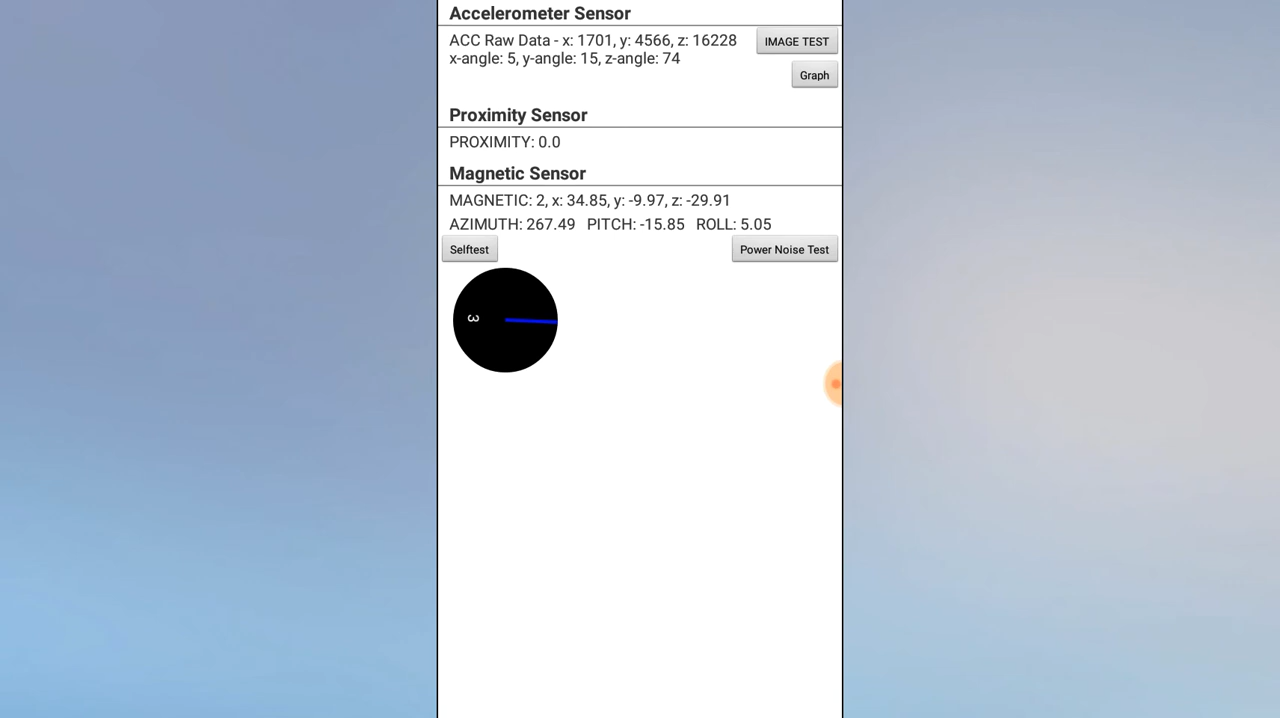 Accelerometer Sensor
ACC Raw Data - x: 1701, y: 4566, z: 16228
IMAGE TEST
x-angle: 5, y-angle: 15, z-angle: 74
Graph
Proximity Sensor
PROXIMITY: 0.0
Magnetic Sensor
MAGNETIC: 2, x: 34.85, y: -9.97, z: -29.91
AZIMUTH: 267.49 PITCH: -15.85 ROLL: 5.05
Selftest
Power Noise Test
3